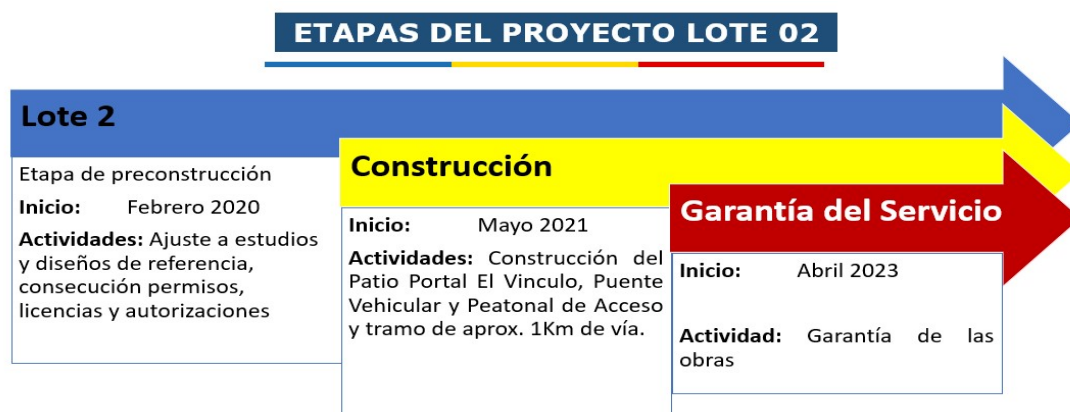 ETAPAS DEL PROYECTO LOTE 02
Lote 2
Etapa de preconstrucción
Inicio: Febrero 2020
Actividades: Ajuste a estudios
y diseños de referencia,
consecución permisos,
licencias y autorizaciones
Construcción
Inicio: Mayo 2021
Actividades: Construcción del
Patio Portal El Vinculo, Puente
Vehicular y Peatonal de Acceso
y tramo de aprox. 1Km de vía.
Garantía del Servicio
Inicio: Abril 2023
Actividad: Garantía de las
obras